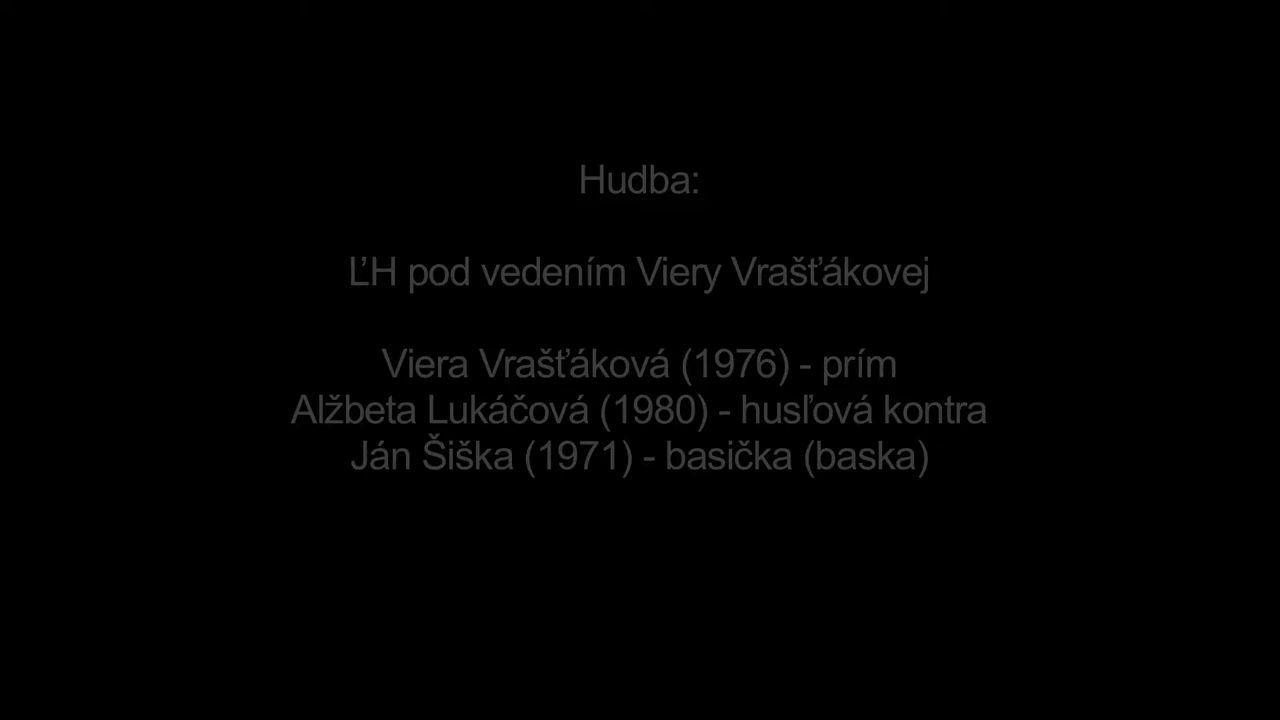 Hudba:
ĽH pod vedením Viery Vrašťákovej
Viera Vrašťáková (1976) - prím
Alžbeta Lukáčová (1980) - husľová kontra
Ján Šiška (1971) - basička (baska)